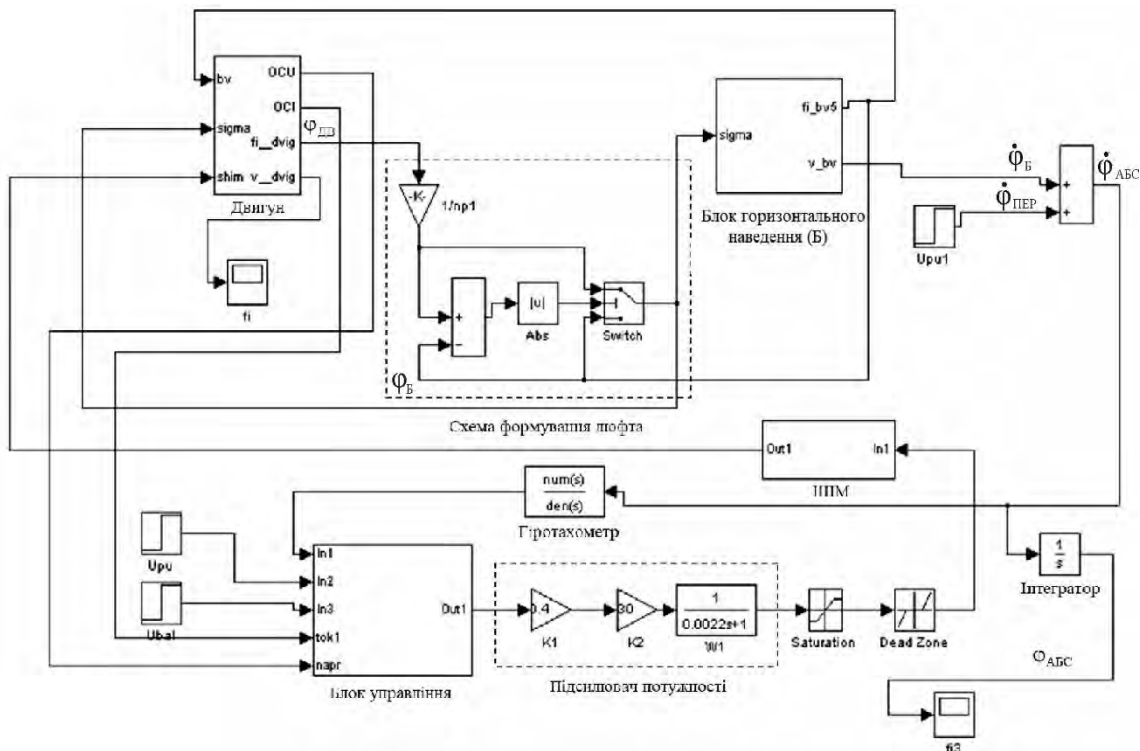 bv
OCU
OCI
sigma
fi__dvig
shim
v__dvig
Двигун
φДВ
-K-
1/np1
fi
+
−
|u|
Abs
Switch
φБ
Схема формування люфта
sigma
fi_bv5
v_bv
Блок горизонтального
наведення (Б)
φ̇Б
φ̇ПЕР
φ̇АБС
+
+
Upu1
Out1
In1
ШПМ
num(s)
den(s)
Гіротахометр
Upu
Ubal
In1
In2
In3
tok1
napr
Out1
Блок управління
0.4
K1
30
K2
1
0.0022s+1
W1
Підсилювач потужності
Saturation
Dead Zone
1
s
Інтегратор
φАБС
fi3